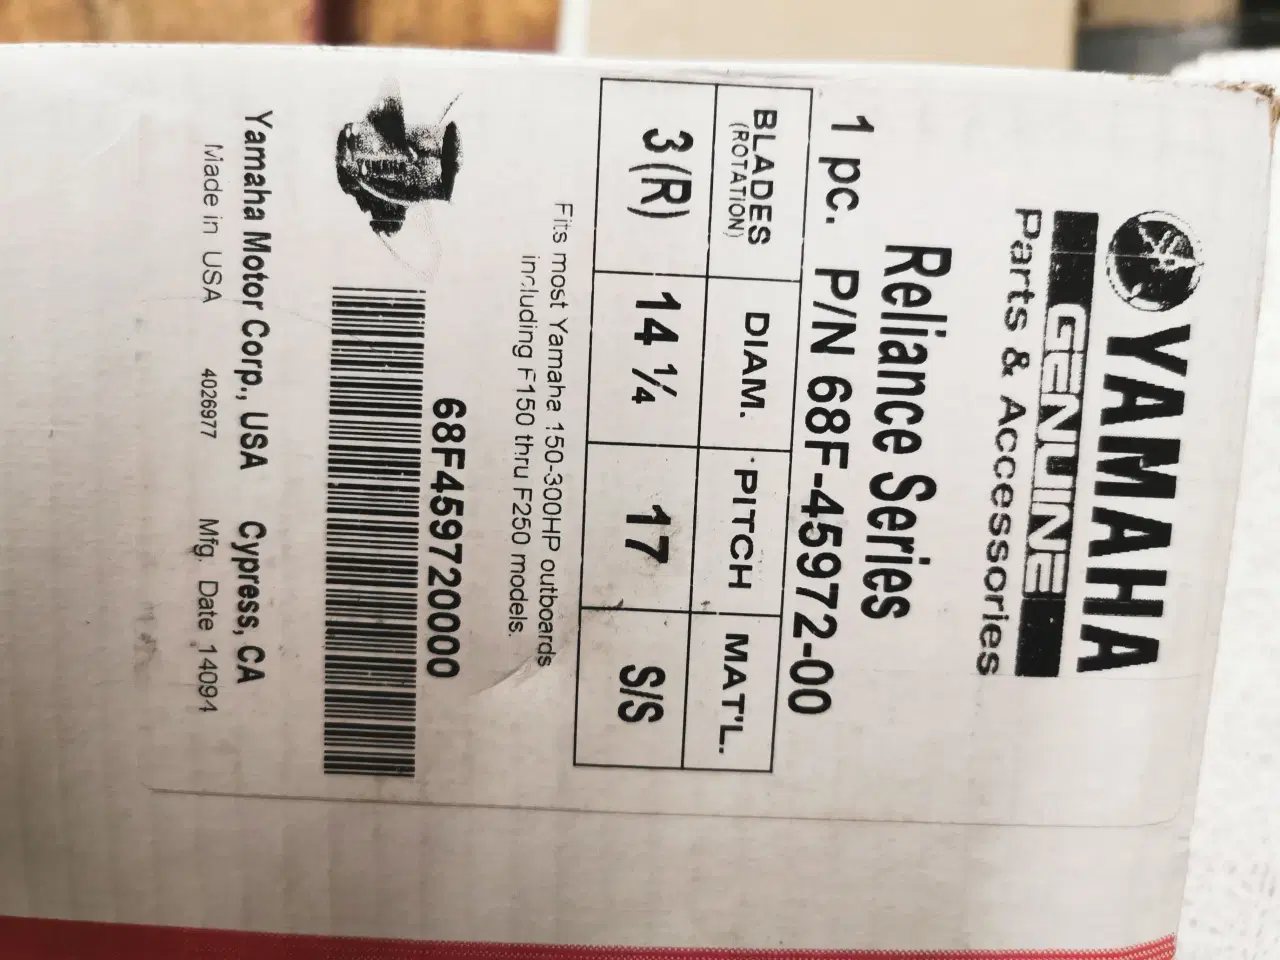 YAMAHA
GENUINE
Parts & Accessories
Reliance Series
1 pc. P/N 68F-45972-00
BLADES DIAM. PITCH MAT'L.
(ROTATION)
3 (R) 14 ¼ 17 S/S
Fits most Yamaha 150-300HP outboards
including F150 thru F250 models.
68F459720000
Yamaha Motor Corp., USA Cypress, CA
Made in USA 4026977 Mfg. Date 14094